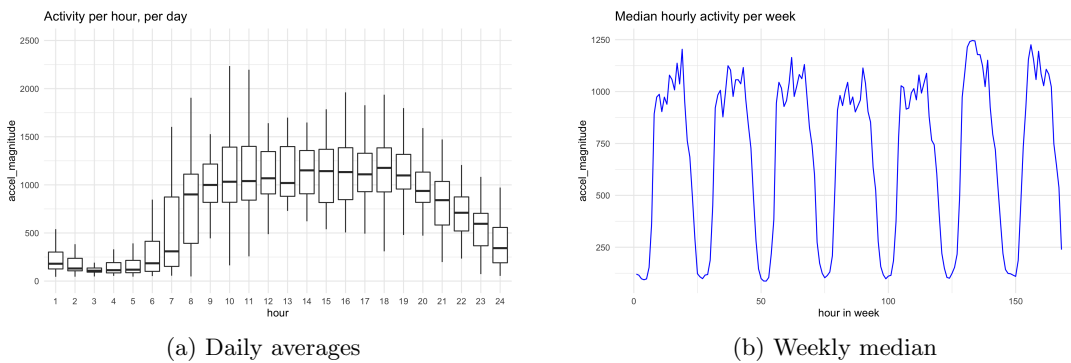 Activity per hour, per day
2500
2000
1500
1000
500
0
accel_magnitude
1 2 3 4 5 6 7 8 9 10 11 12 13 14 15 16 17 18 19 20 21 22 23 24
hour
(a) Daily averages
Median hourly activity per week
1250
1000
750
500
250
accel_magnitude
0 50 100 150
hour in week
(b) Weekly median